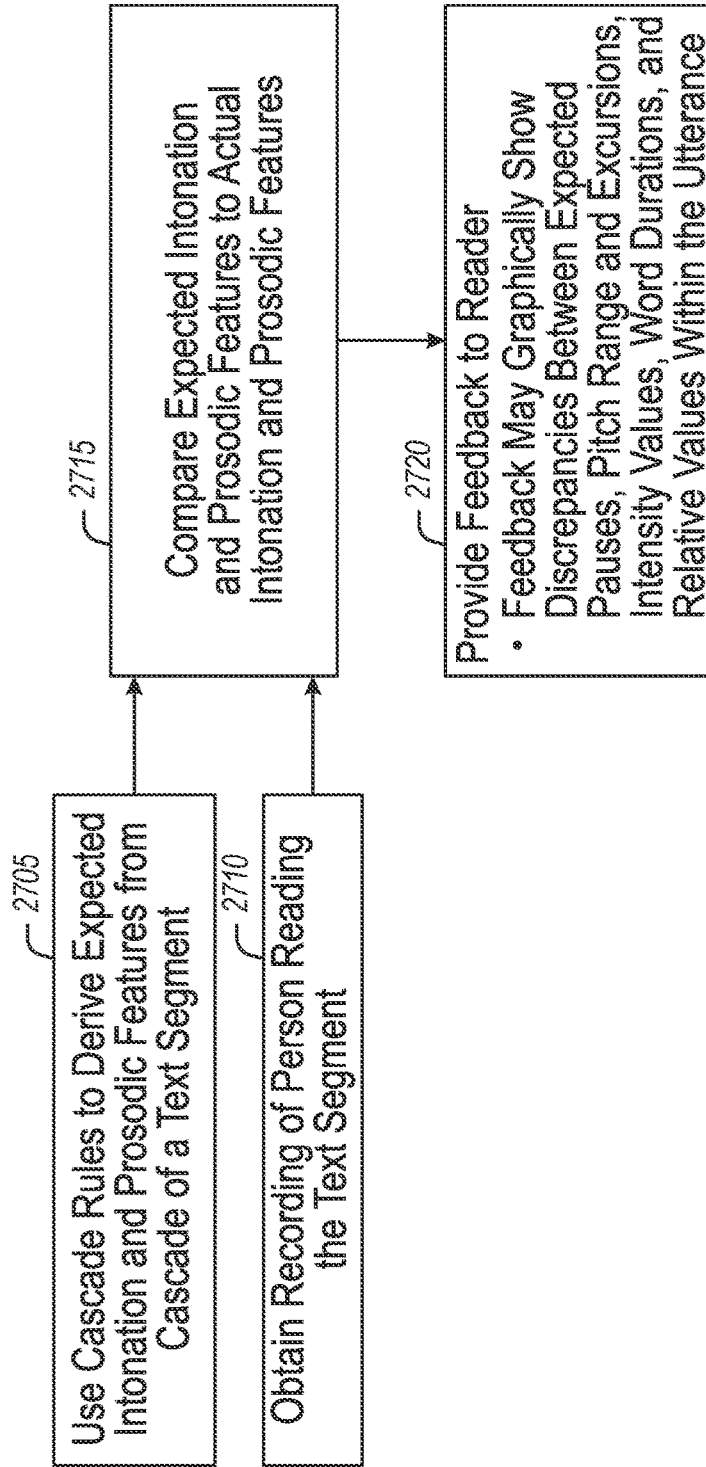 2705
Use Cascade Rules to Derive Expected
Intonation and Prosodic Features from
Cascade of a Text Segment
2710
Obtain Recording of Person Reading
the Text Segment
2715
Compare Expected Intonation
and Prosodic Features to Actual
Intonation and Prosodic Features
2720
Provide Feedback to Reader
• Feedback May Graphically Show
Discrepancies Between Expected
Pauses, Pitch Range and Excursions,
Intensity Values, Word Durations, and
Relative Values Within the Utterance